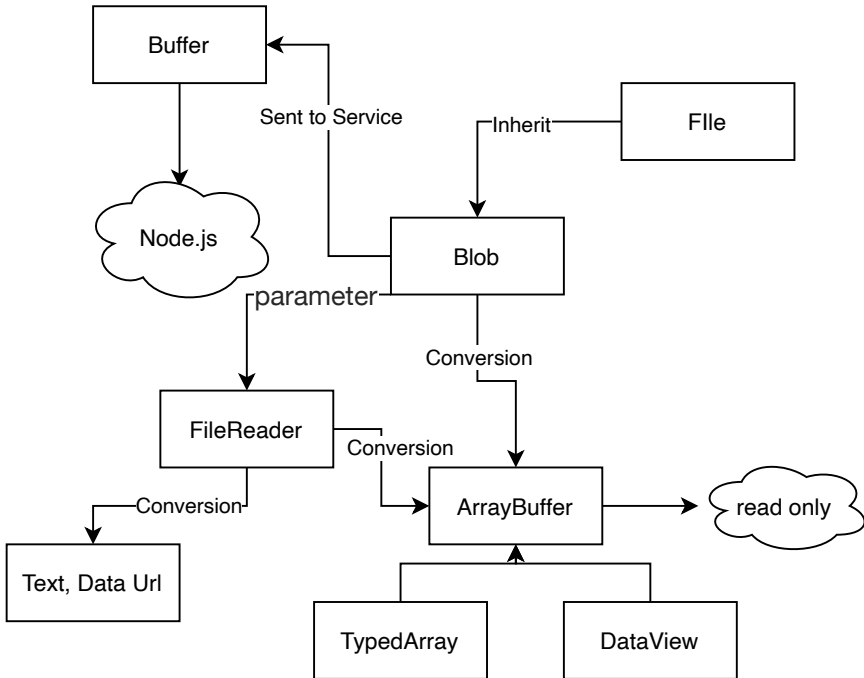 Buffer
Sent to Service
Inherit
FIle
Node.js
Blob
parameter
Conversion
FileReader
Conversion
Conversion
ArrayBuffer
read only
Text, Data Url
TypedArray
DataView